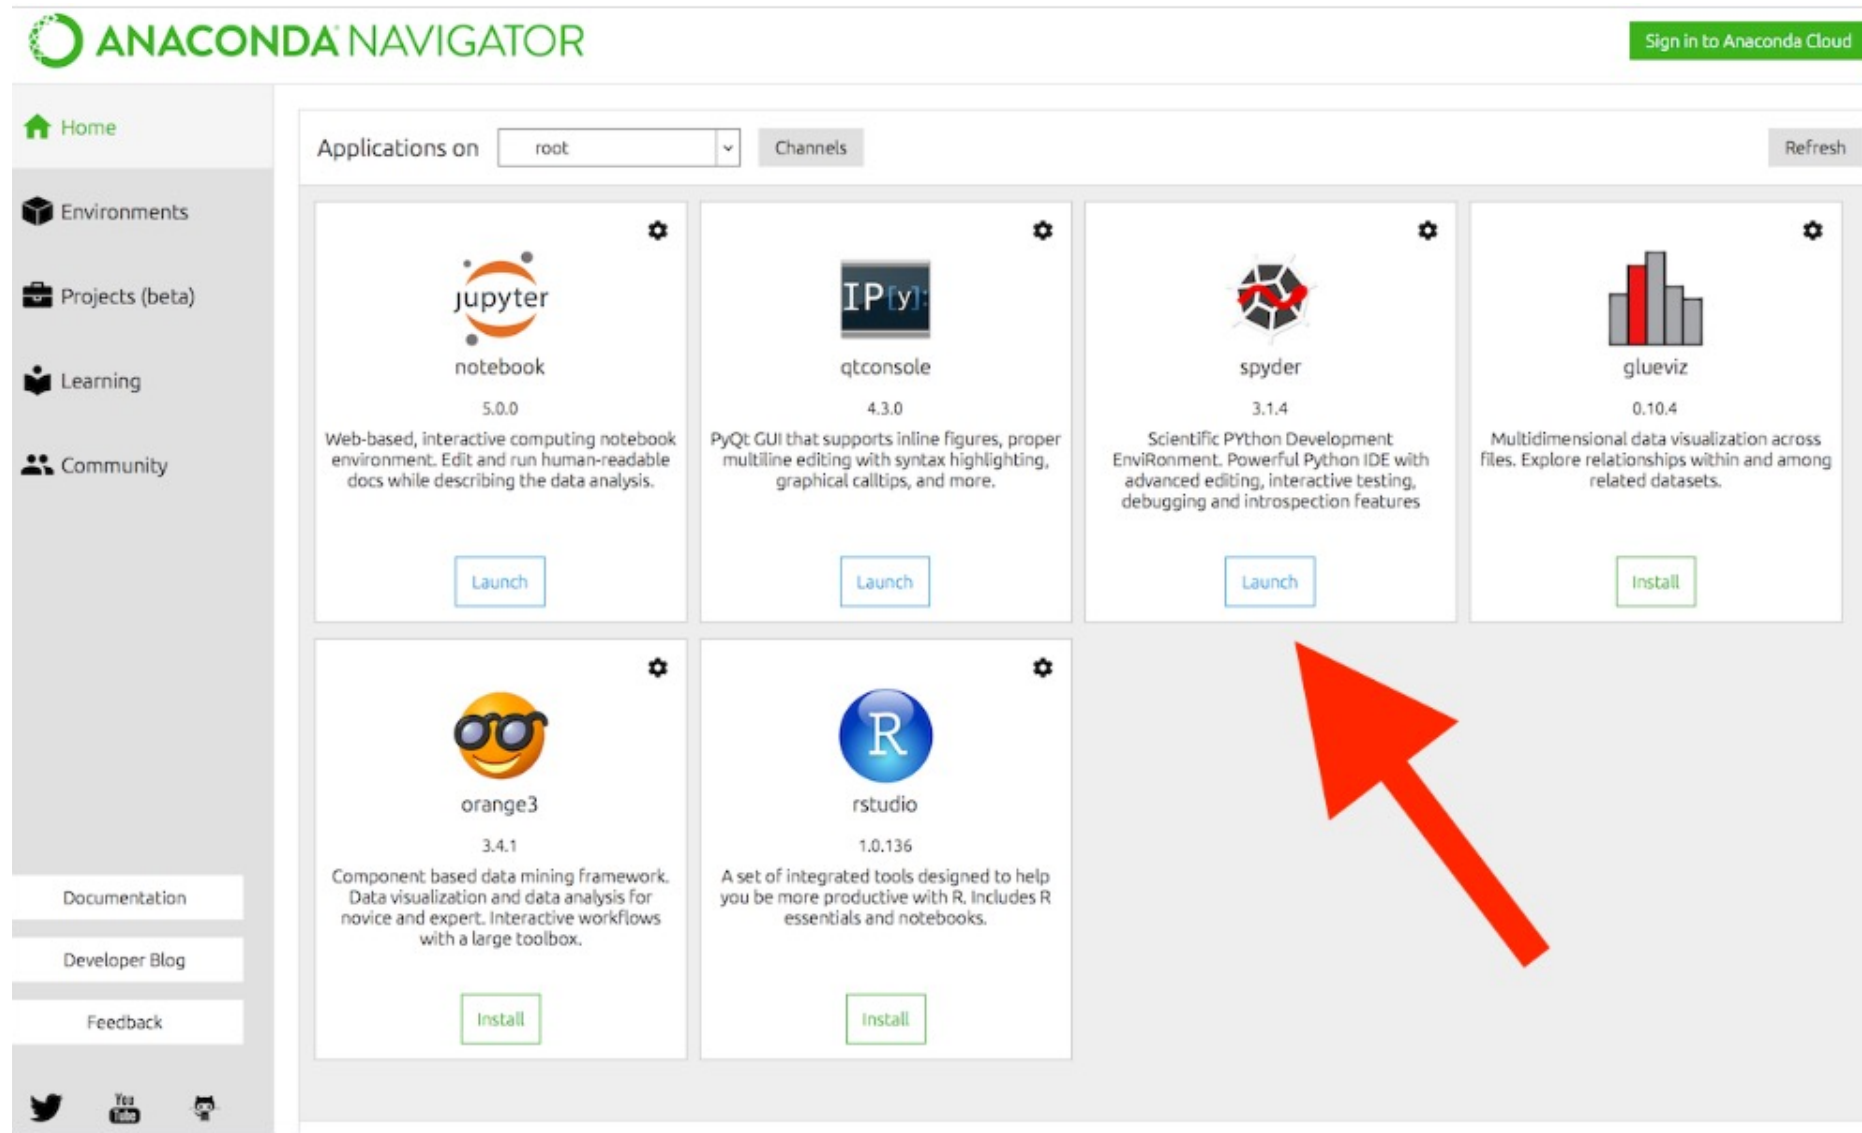 ANACONDA NAVIGATOR
Sign in to Anaconda Cloud
Home
Environments
Projects (beta)
Learning
Community
Documentation
Developer Blog
Feedback
You
Tube
Applications on root Channels Refresh
jupyter
notebook
5.0.0
Web-based, interactive computing notebook
environment. Edit and run human-readable
docs while describing the data analysis.
Launch
IP[y]:
qtconsole
4.3.0
PyQt GUI that supports inline figures, proper
multiline editing with syntax highlighting,
graphical calltips, and more.
Launch
spyder
3.1.4
Scientific PYthon Development
EnviRonment. Powerful Python IDE with
advanced editing, interactive testing,
debugging and introspection features
Launch
glueviz
0.10.4
Multidimensional data visualization across
files. Explore relationships within and among
related datasets.
Install
orange3
3.4.1
Component based data mining framework.
Data visualization and data analysis for
novice and expert. Interactive workflows
with a large toolbox.
Install
R
rstudio
1.0.136
A set of integrated tools designed to help
you be more productive with R. Includes R
essentials and notebooks.
Install